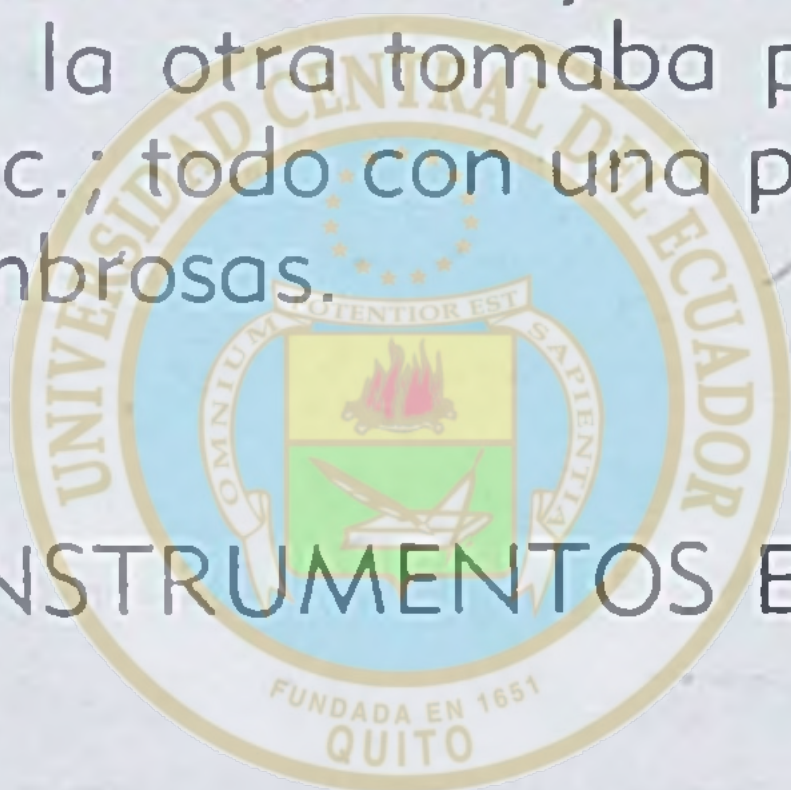 la otra tomaba p
c.; todo con una p
mbrosas.
NSTRUMENTOS E
UNIVERSIDAD CENTRAL DEL ECUADOR
OMNIUM POTENTIOR EST SAPIENTIA
FUNDADA EN 1651
QUITO